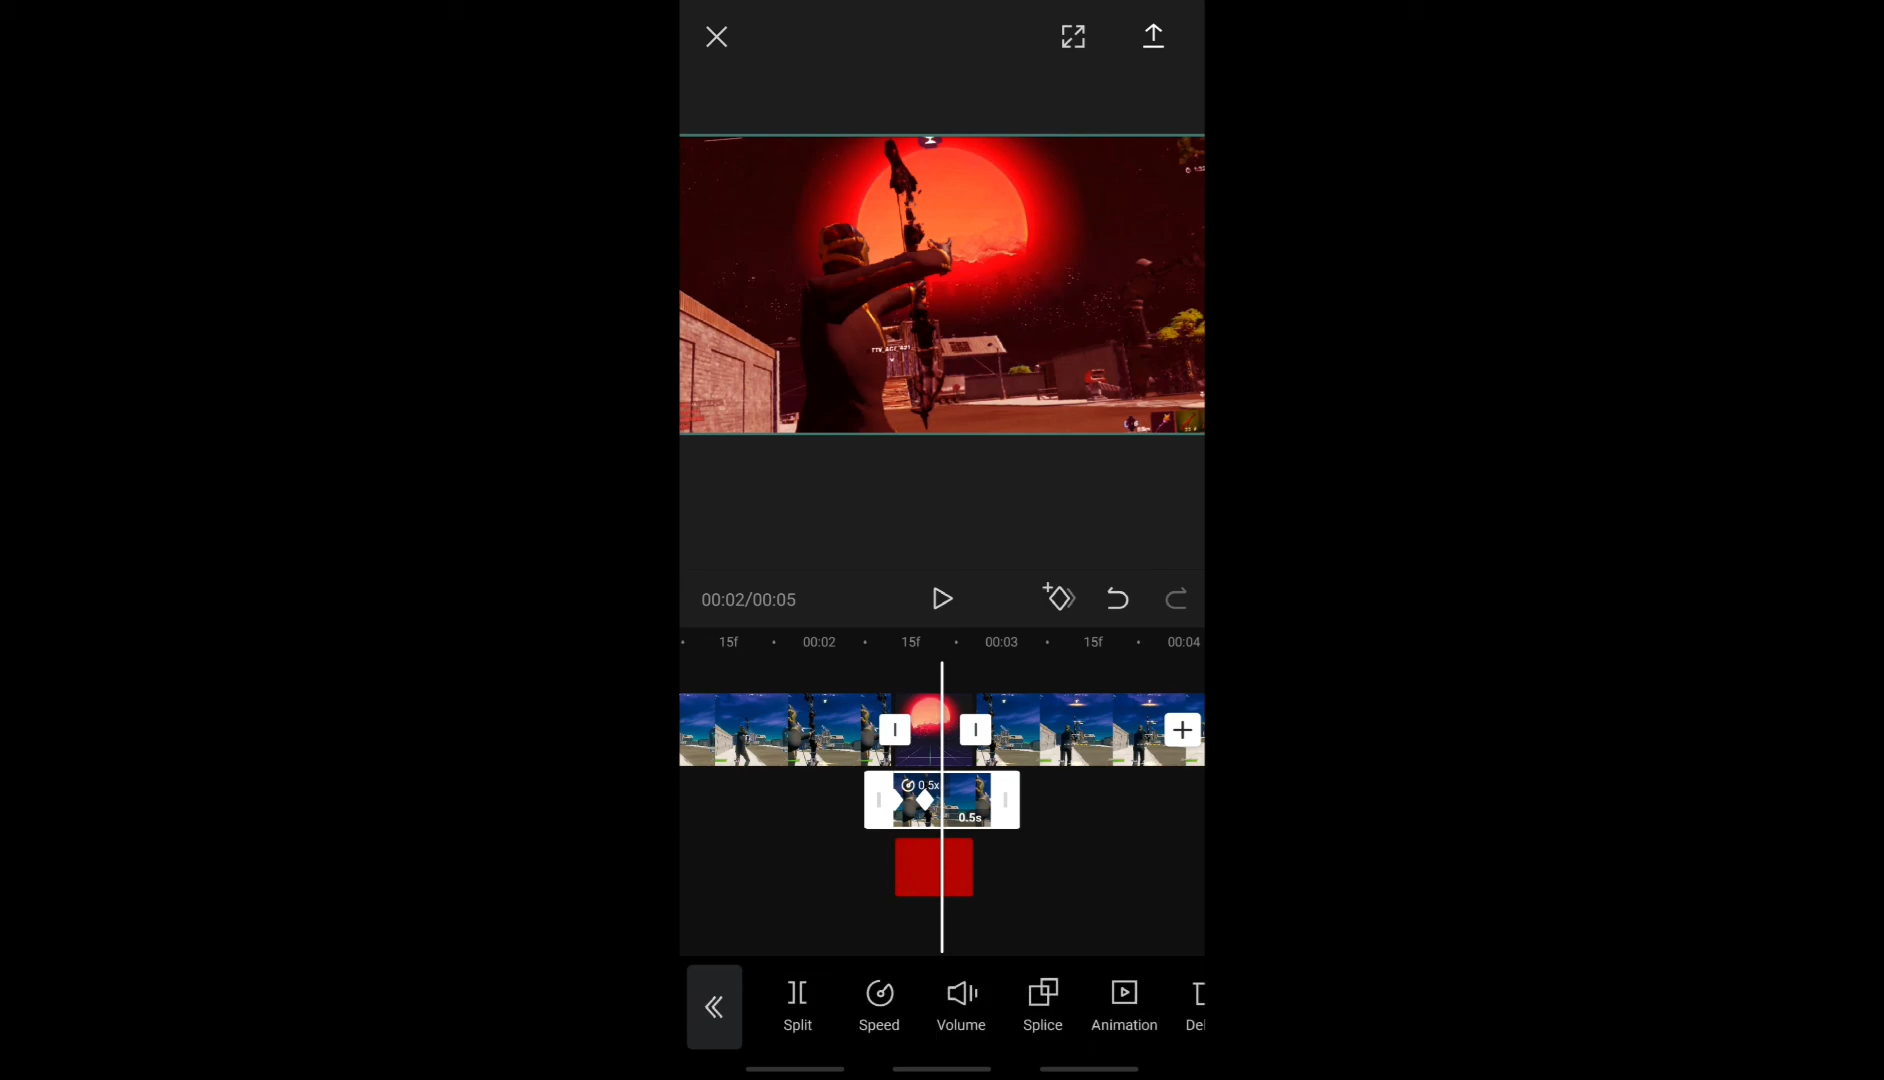 00:02/00:05
15f 00:02 15f 00:03 15f 00:04
0.5x
0.5s
Split Speed Volume Splice Animation Del